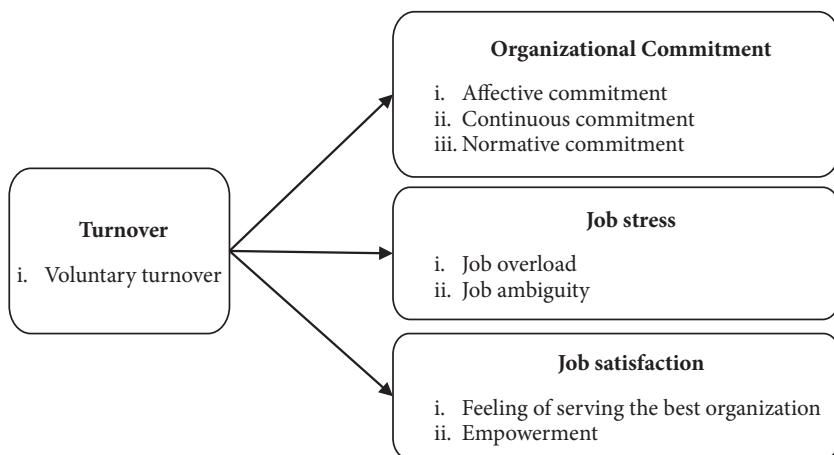 Organizational Commitment
i. Affective commitment
ii. Continuous commitment
iii. Normative commitment
Turnover
i. Voluntary turnover
Job stress
i. Job overload
ii. Job ambiguity
Job satisfaction
i. Feeling of serving the best organization
ii. Empowerment